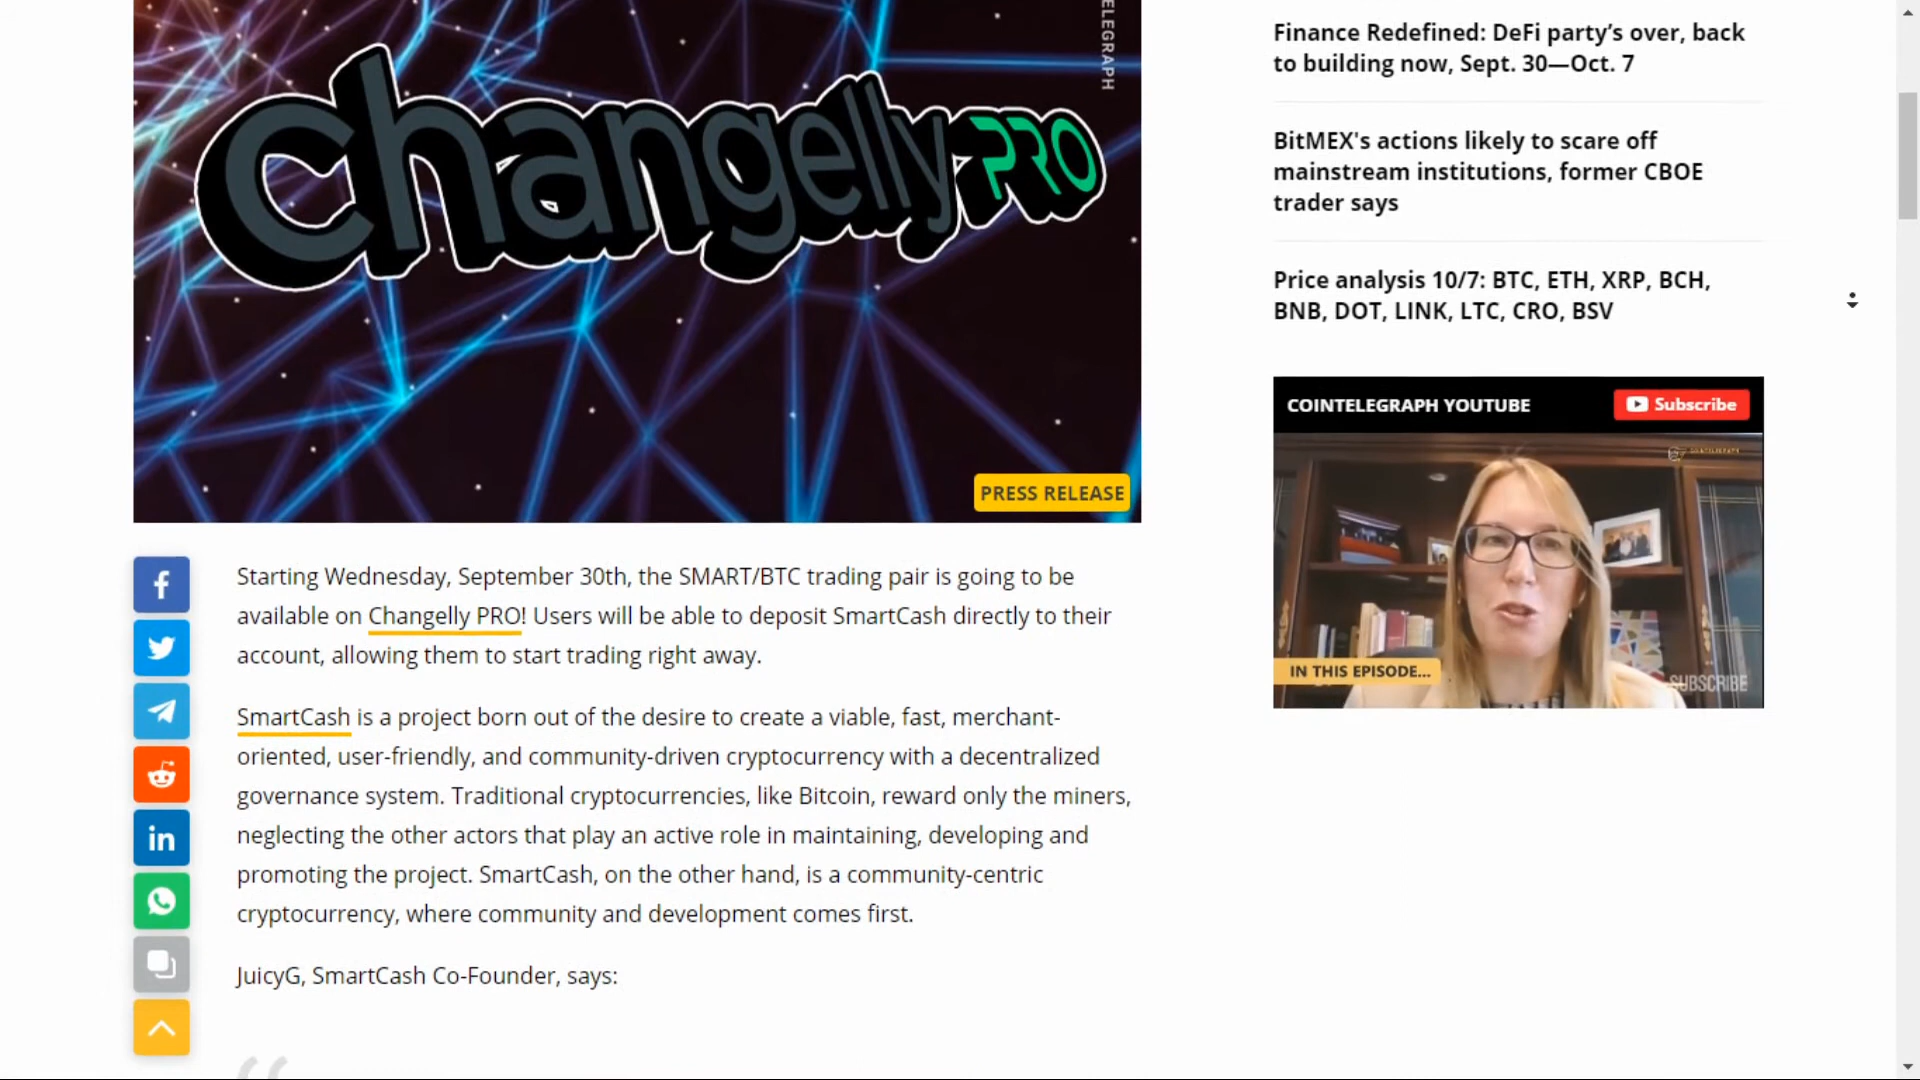 ELEGRAPH
changelly PRO
PRESS RELEASE
Starting Wednesday, September 30th, the SMART/BTC trading pair is going to be
available on Changelly PRO! Users will be able to deposit SmartCash directly to their
account, allowing them to start trading right away.
SmartCash is a project born out of the desire to create a viable, fast, merchant-
oriented, user-friendly, and community-driven cryptocurrency with a decentralized
governance system. Traditional cryptocurrencies, like Bitcoin, reward only the miners,
neglecting the other actors that play an active role in maintaining, developing and
promoting the project. SmartCash, on the other hand, is a community-centric
cryptocurrency, where community and development comes first.
JuicyG, SmartCash Co-Founder, says:
“
Finance Redefined: DeFi party’s over, back
to building now, Sept. 30—Oct. 7
BitMEX's actions likely to scare off
mainstream institutions, former CBOE
trader says
Price analysis 10/7: BTC, ETH, XRP, BCH,
BNB, DOT, LINK, LTC, CRO, BSV
COINTELEGRAPH YOUTUBE
Subscribe
COINTELEGRAPH
IN THIS EPISODE...
SUBSCRIBE